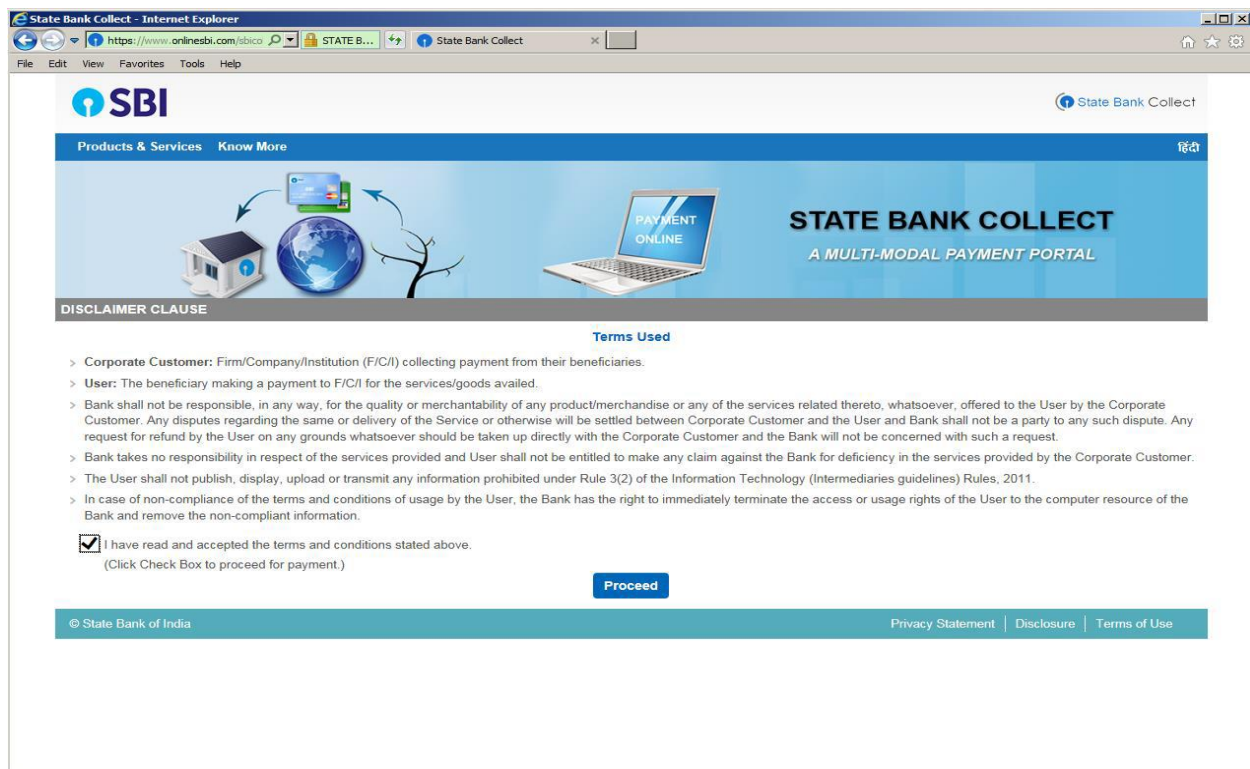 State Bank Collect - Internet Explorer
https://www.onlinesbi.com/sbico STATE B... State Bank Collect
File Edit View Favorites Tools Help
SBI State Bank Collect
Products & Services Know More हिंदी
PAYMENT
ONLINE
STATE BANK COLLECT
A MULTI-MODAL PAYMENT PORTAL
DISCLAIMER CLAUSE
Terms Used
> Corporate Customer: Firm/Company/Institution (F/C/I) collecting payment from their beneficiaries.
> User: The beneficiary making a payment to F/C/I for the services/goods availed.
> Bank shall not be responsible, in any way, for the quality or merchantability of any product/merchandise or any of the services related thereto, whatsoever, offered to the User by the Corporate
Customer. Any disputes regarding the same or delivery of the Service or otherwise will be settled between Corporate Customer and the User and Bank shall not be a party to any such dispute. Any
request for refund by the User on any grounds whatsoever should be taken up directly with the Corporate Customer and the Bank will not be concerned with such a request.
> Bank takes no responsibility in respect of the services provided and User shall not be entitled to make any claim against the Bank for deficiency in the services provided by the Corporate Customer.
> The User shall not publish, display, upload or transmit any information prohibited under Rule 3(2) of the Information Technology (Intermediaries guidelines) Rules, 2011.
> In case of non-compliance of the terms and conditions of usage by the User, the Bank has the right to immediately terminate the access or usage rights of the User to the computer resource of the
Bank and remove the non-compliant information.
I have read and accepted the terms and conditions stated above.
(Click Check Box to proceed for payment.)
Proceed
© State Bank of India Privacy Statement | Disclosure | Terms of Use